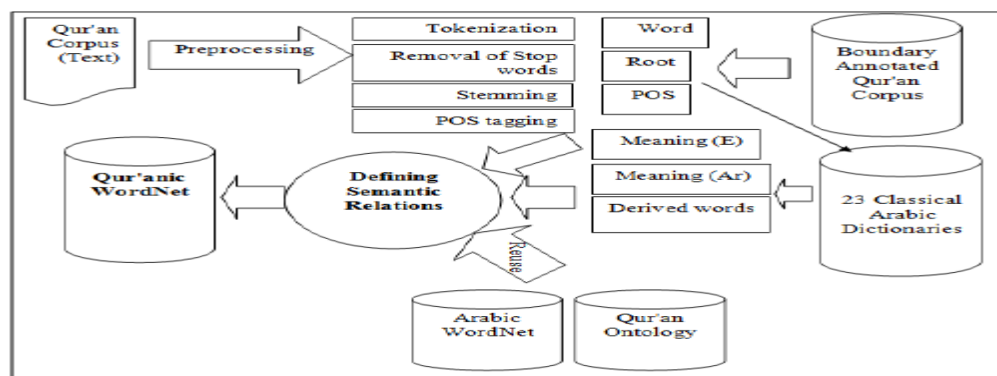 Qur'an
Corpus
(Text)
Preprocessing
Tokenization
Removal of Stop
words
Stemming
POS tagging
Word
Root
POS
Boundary
Annotated
Qur'an
Corpus
Meaning (E)
Meaning (Ar)
Derived words
23 Classical
Arabic
Dictionaries
Defining
Semantic
Relations
Qur'anic
WordNet
Reuse
Arabic
WordNet
Qur'an
Ontology